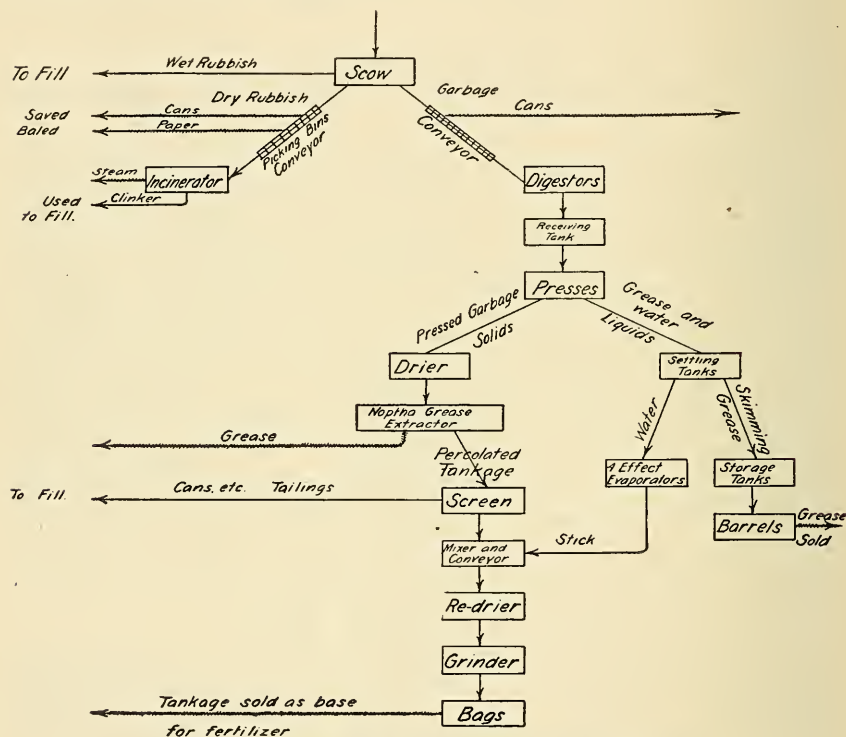 To Fill
Wet Rubbish
Scow
Dry Rubbish
Garbage
Saved
Cans
Cans
Baled
Paper
Picking Bins
Conveyor
Conveyor
Steam
Incinerator
Digestors
Used
to Fill.
Clinker
Receiving
Tank
Presses
Pressed Garbage
Solids
Grease and
water
Liquids
Drier
Settling
Tanks
Noptha Grease
Extractor
Water
Skimming
Grease
Grease
Percolated
Tankage
4 Effect
Evaporators
Storage
Tanks
To Fill.
Cans, etc. Tailings
Screen
Barrels
Grease
Sold
Mixer and
Conveyor
Stick
Re-drier
Grinder
Tankage sold as base
for fertilizer
Bags